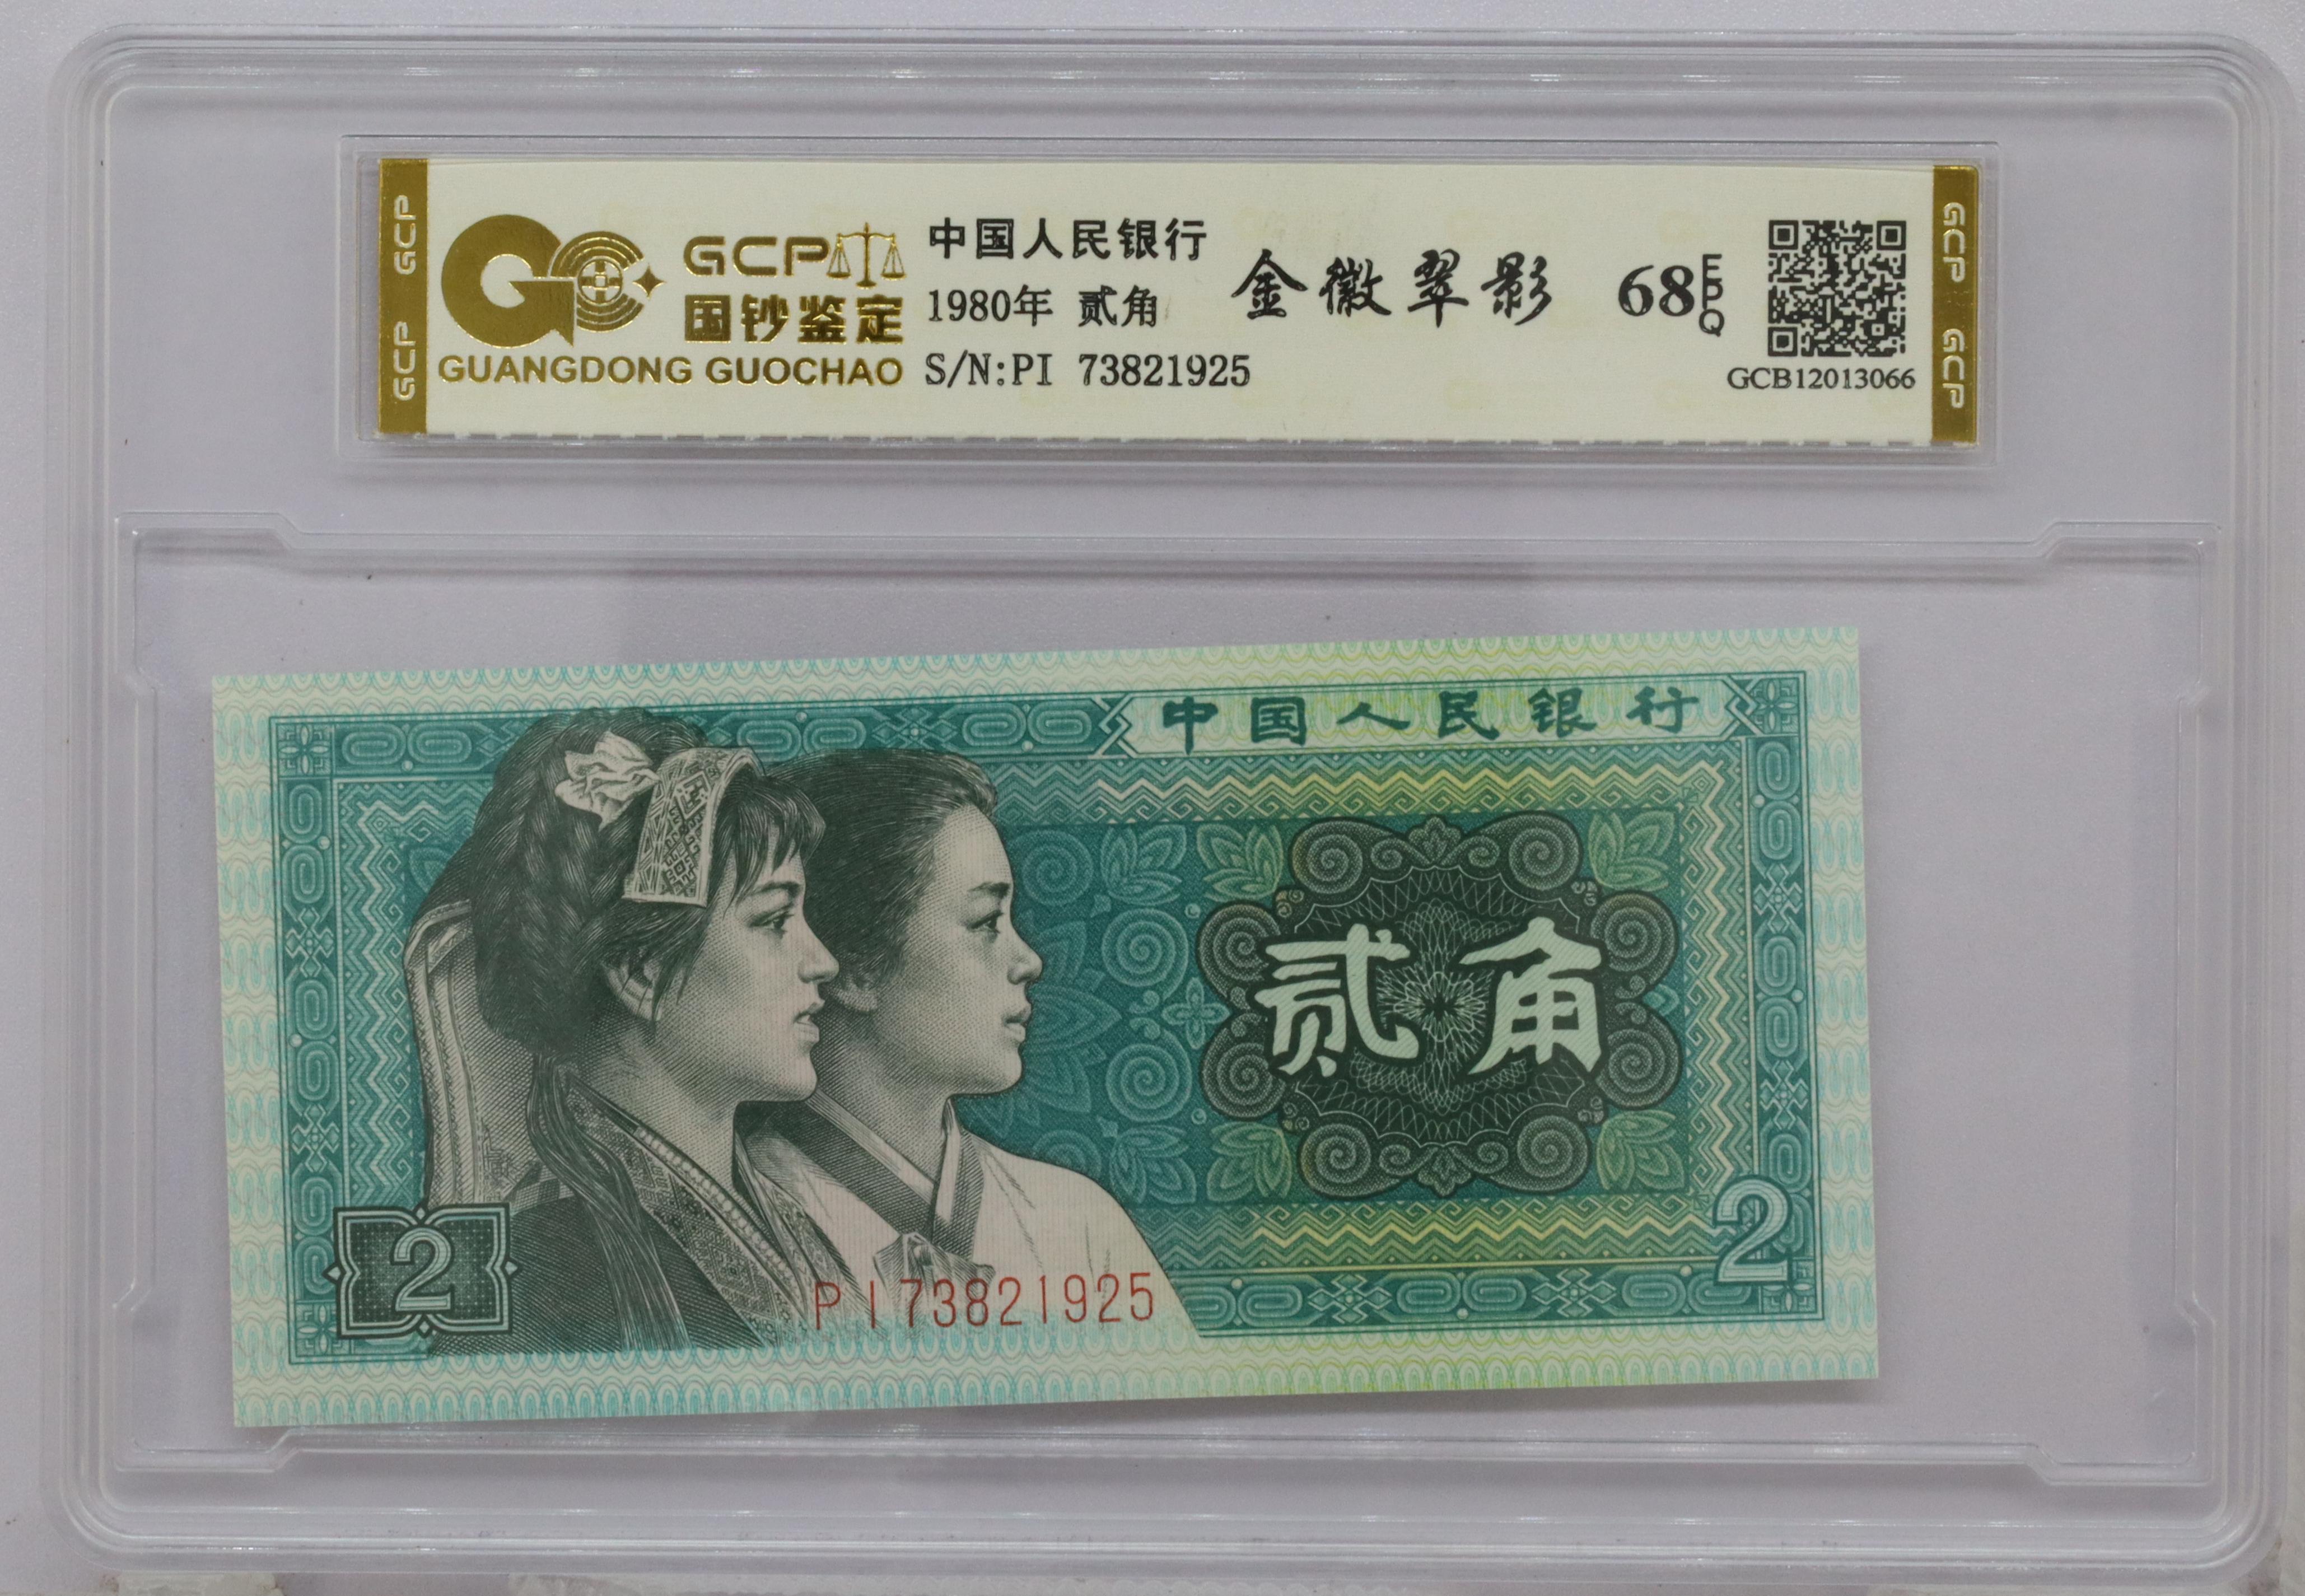 GCP GCP
GCP
国钞鉴定
GUANGDONG GUOCHAO
中国人民银行
1980年 贰角
S/N:PI 73821925
金徽翠影
68 EPQ
GCB12013066
GCP GCP
中国人民银行
贰角
2
2
PI73821925